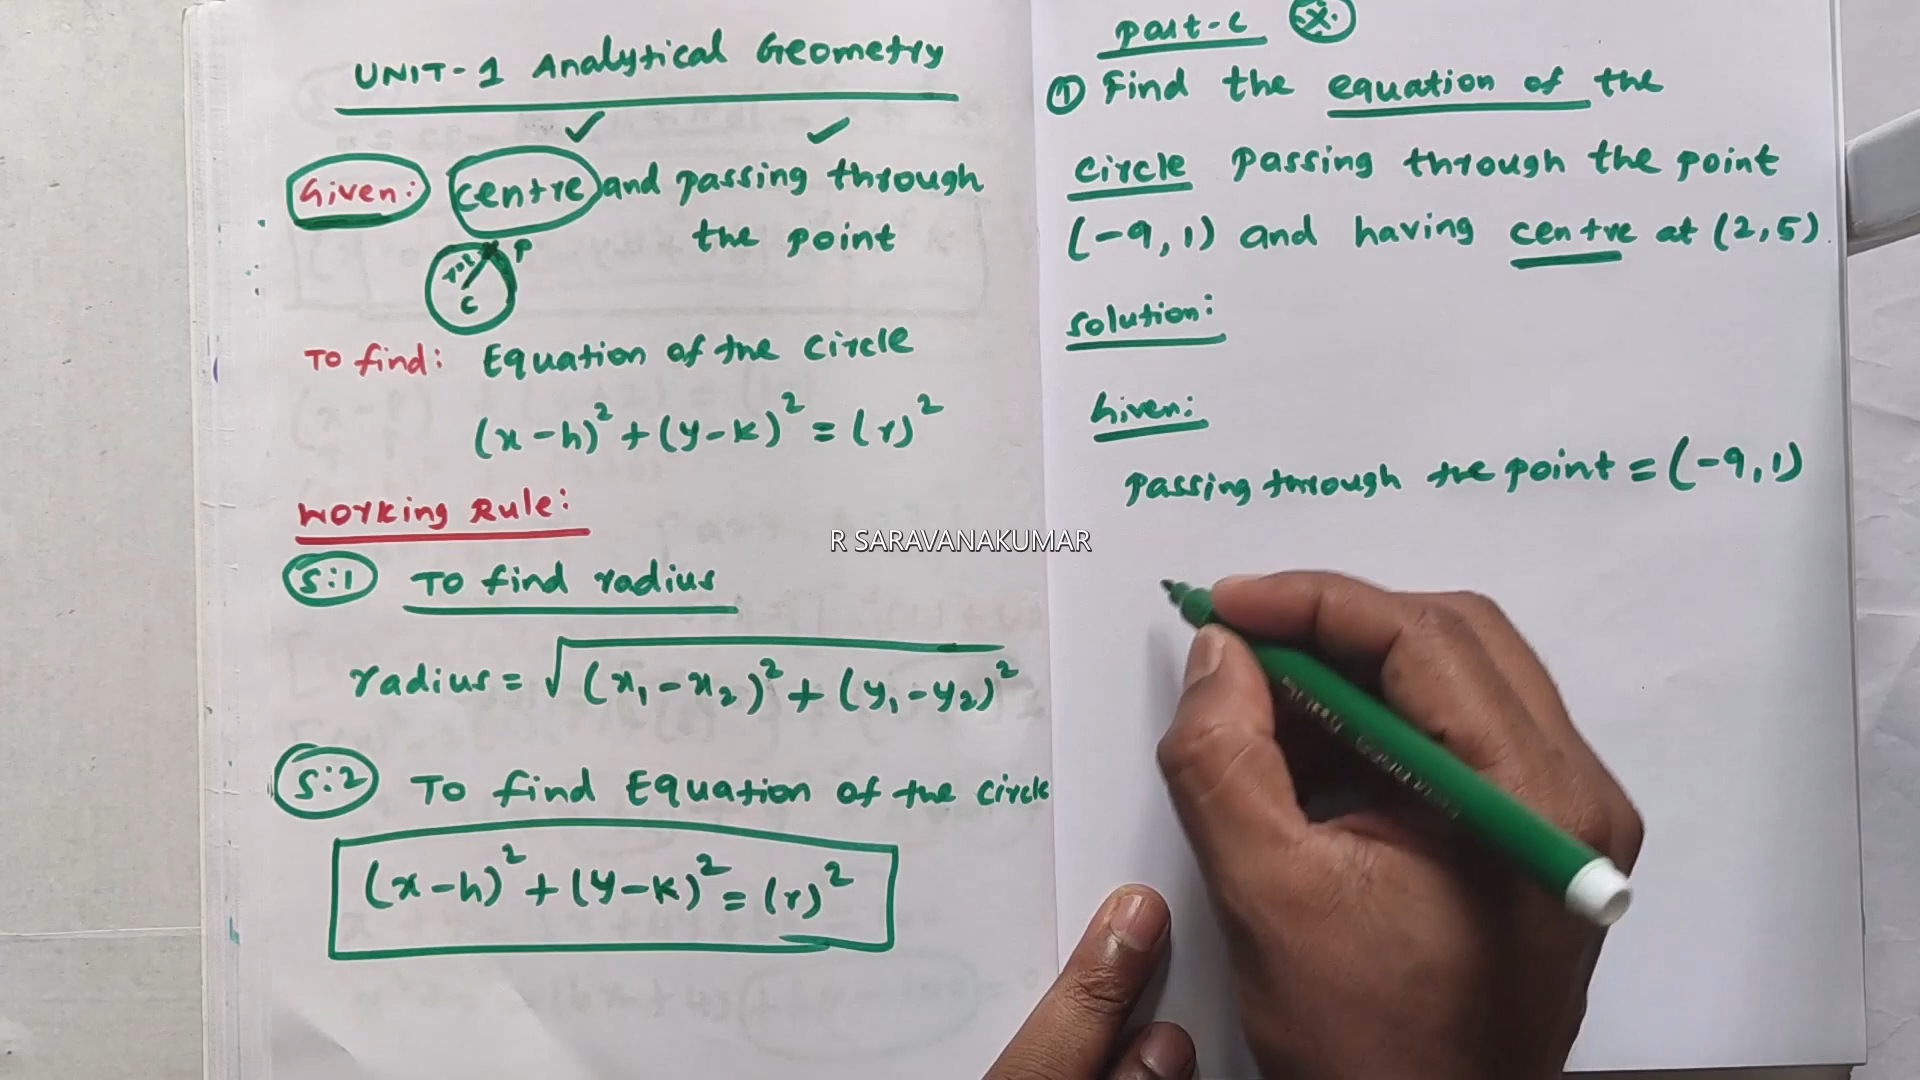 UNIT-1 Analytical Geometry
Given: centre and passing through
the point
P
C
To find: Equation of the circle
(x-h)² + (y-k)² = (r)²
Working Rule:
S:1 To find radius
radius = √(x₁-x₂)² + (y₁-y₂)²
S:2 To find Equation of the circle
(x-h)² + (y-k)² = (r)²
Part-C
① Find the equation of the
circle passing through the point
(-9,1) and having centre at (2,5).
Solution:
Given:
passing through the point = (-9,1)
R SARAVANAKUMAR